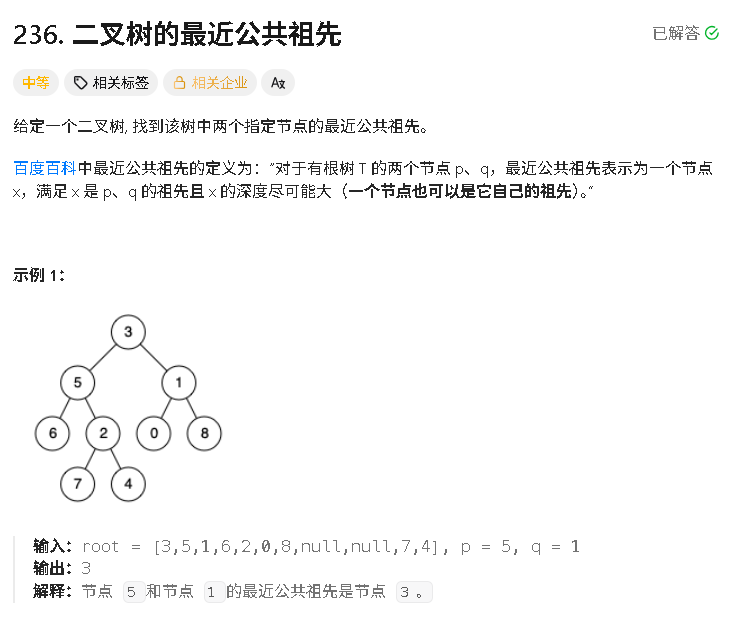 236. 二叉树的最近公共祖先
已解答
中等 相关标签 相关企业 Aあ
给定一个二叉树, 找到该树中两个指定节点的最近公共祖先。
百度百科中最近公共祖先的定义为：“对于有根树 T 的两个节点 p、q，最近公共祖先表示为一个节点
x，满足 x 是 p、q 的祖先且 x 的深度尽可能大（一个节点也可以是它自己的祖先）。”
示例 1：
3
5 1
6 2 0 8
7 4
输入：root = [3,5,1,6,2,0,8,null,null,7,4], p = 5, q = 1
输出：3
解释：节点 5 和节点 1 的最近公共祖先是节点 3 。